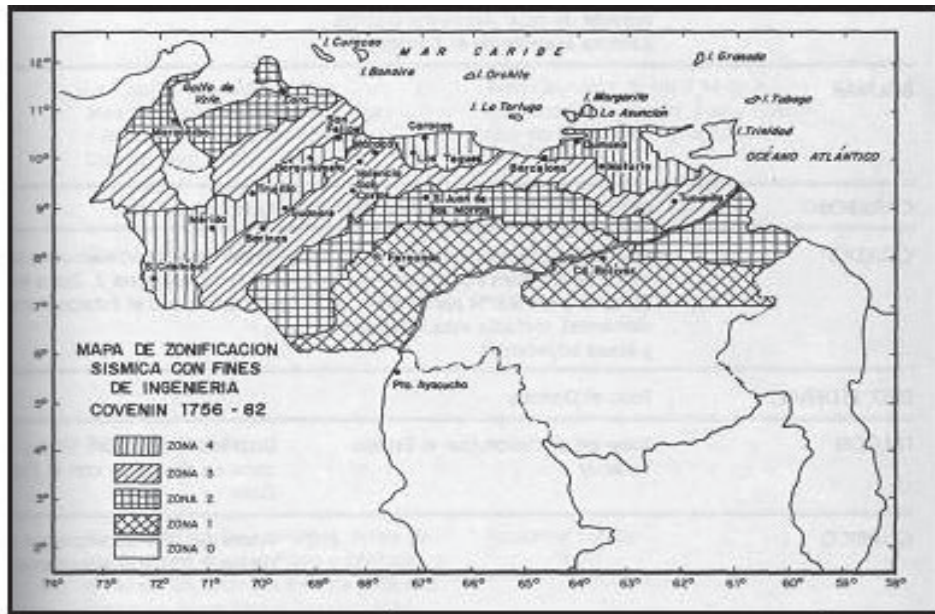 I. Curacao
MAR CARIBE
I. Granada
I. Bonaire
I. Orchila
12°
Golfo de
Vzla.
Coro
I. Margarita
I. La Tortuga
La Asunción
I. Tobago
11°
Maracaibo
San
Felipe
Caracas
Cumaná
I. Trinidad
OCÉANO ATLÁNTICO
10°
Barquisimeto
Los Teques
Barcelona
Maturín
Valencia
San
Carlos
Trujillo
Guanare
S. Juan de
los Morros
Tucupita
9°
Mérida
Barinas
8°
S. Cristóbal
S. Fernando
Cd. Bolívar
7°
6°
MAPA DE ZONIFICACION
SISMICA CON FINES
DE INGENIERIA
COVENIN 1756 - 82
Pto. Ayacucho
5°
ZONA 4
4°
ZONA 3
ZONA 2
3°
ZONA 1
2°
ZONA 0
74° 73° 72° 71° 70° 69° 68° 67° 66° 65° 64° 63° 62° 61° 60° 59° 58°